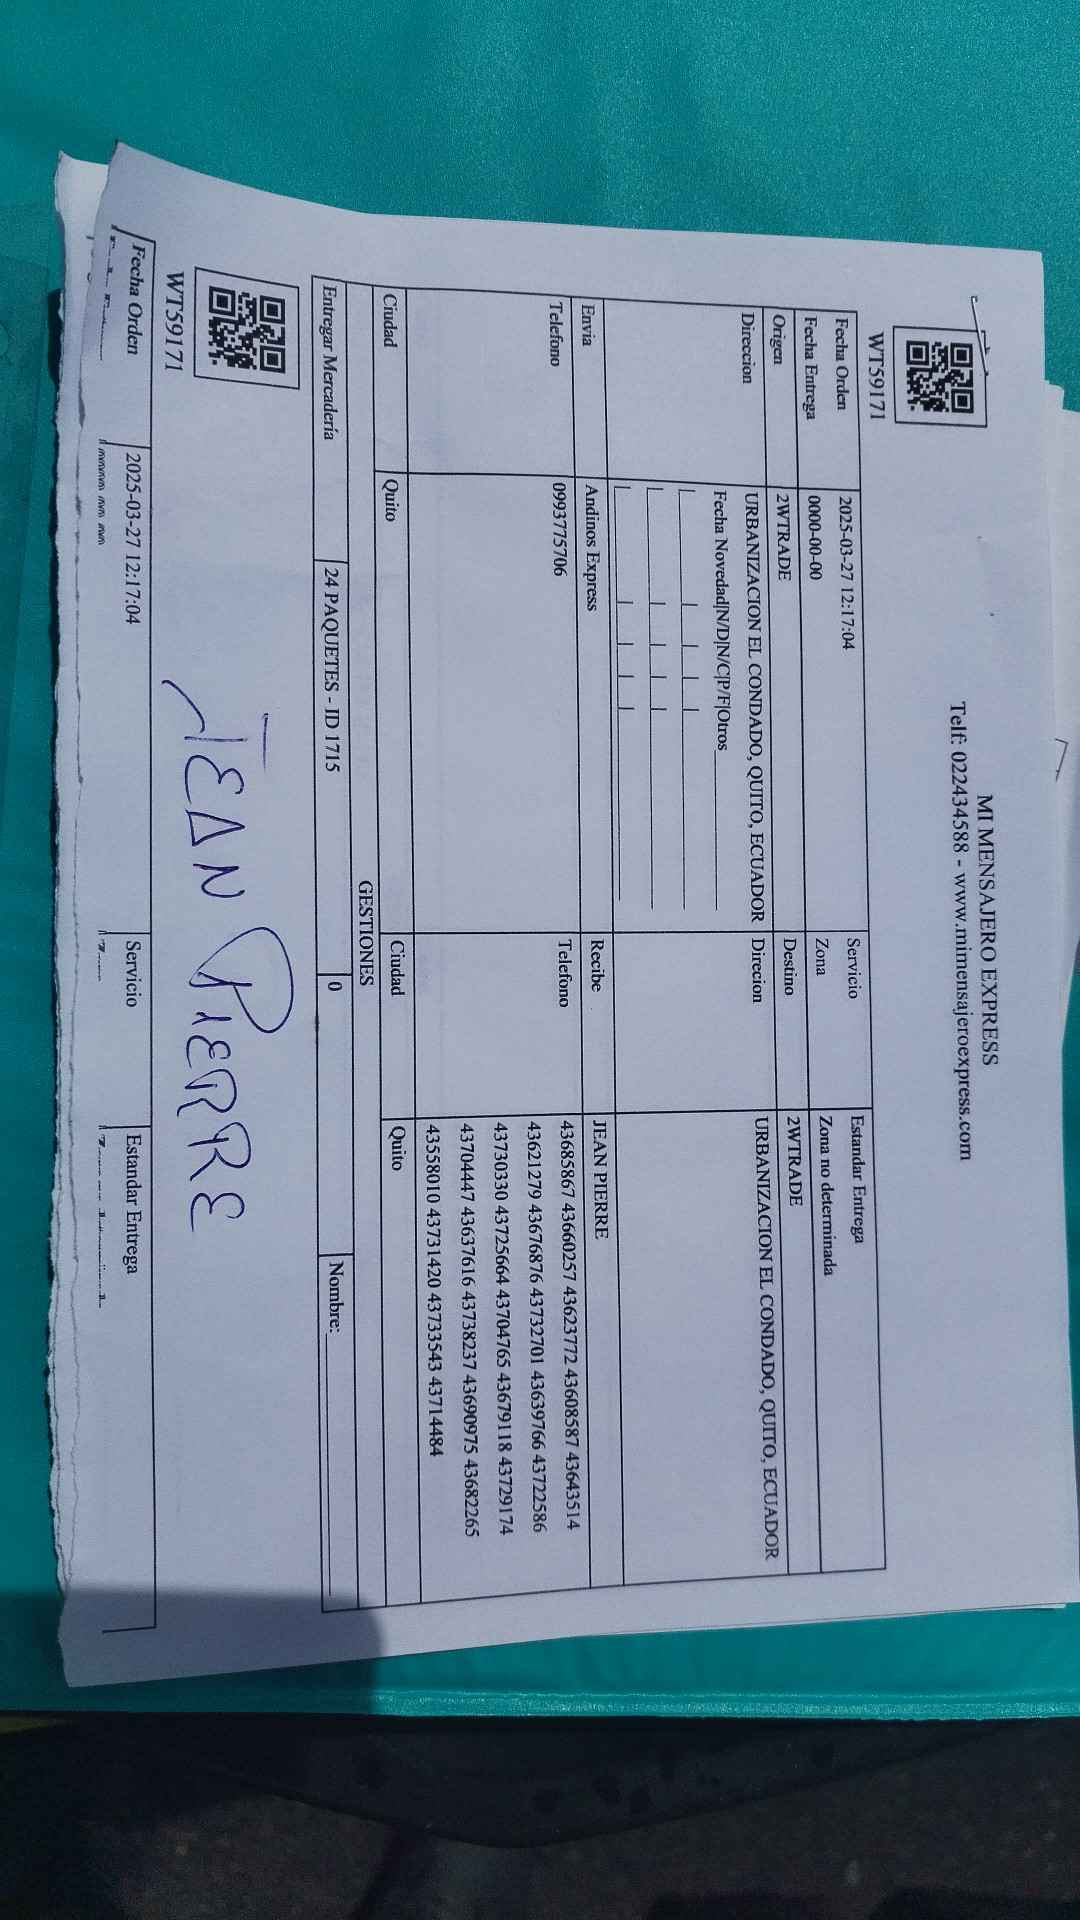 MI MENSAJERO EXPRESS
Telf: 022434588 - www.mimensajeroexpress.com
WT59171
Fecha Orden 2025-03-27 12:17:04 Servicio Estandar Entrega
Fecha Entrega 0000-00-00 Zona Zona no determinada
Origen 2WTRADE Destino 2WTRADE
Direccion URBANIZACION EL CONDADO, QUITO, ECUADOR Direcion URBANIZACION EL CONDADO, QUITO, ECUADOR
Fecha Novedad|N/D|N/C|P/F|Otros
Envia Andinos Express Recibe JEAN PIERRE
Telefono 0993775706 Telefono 43685867 43660257 43623772 43608587 43643514
43621279 43676876 43732701 43639766 43722586
43730330 43725664 43704765 43679118 43729174
43704447 43637616 43738237 43690975 43682265
43558010 43731420 43733543 43714484
Ciudad Quito Ciudad Quito
GESTIONES
Entregar Mercadería 24 PAQUETES - ID 1715 0 Nombre:
JEAN PIERRE
WT59171
Fecha Orden 2025-03-27 12:17:04 Servicio Estandar Entrega